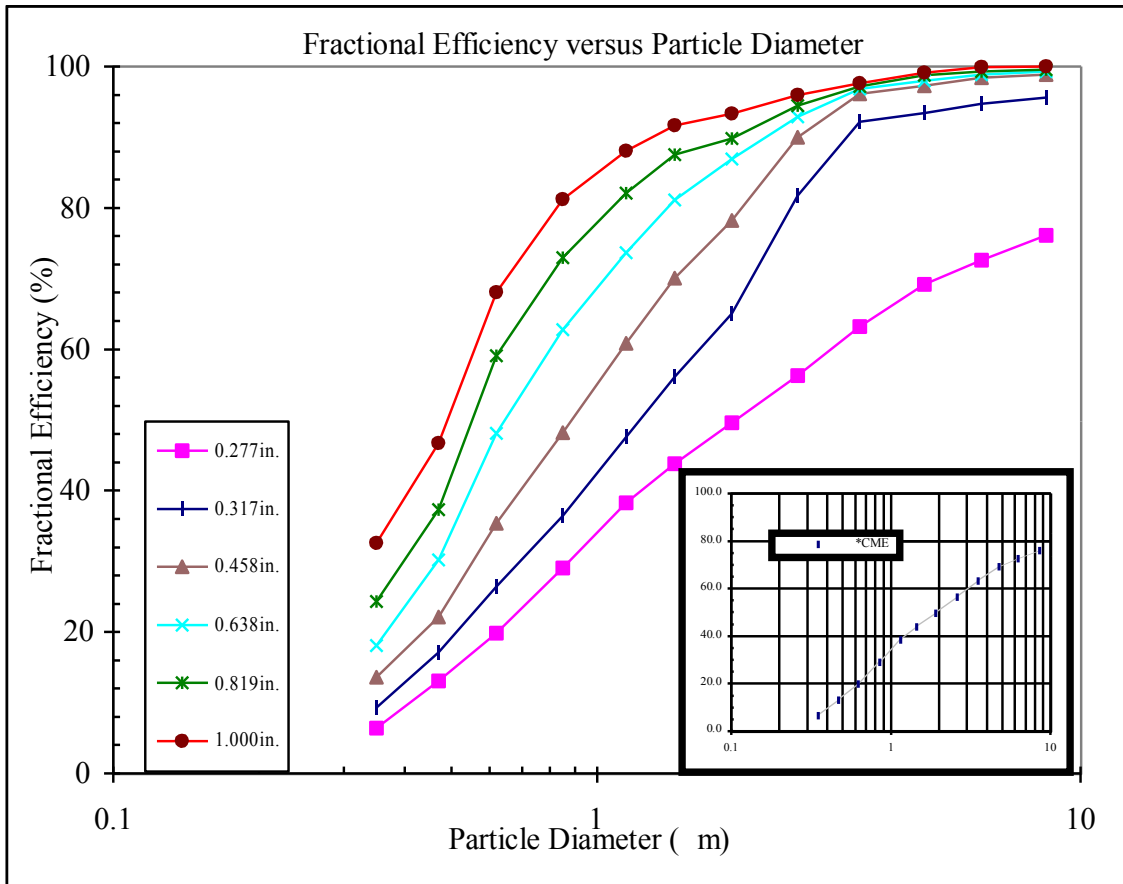 Fractional Efficiency versus Particle Diameter
100
80
60
40
20
0
Fractional Efficiency (%)
0.277in.
0.317in.
0.458in.
0.638in.
0.819in.
1.000in.
100.0
80.0
60.0
40.0
20.0
0.0
*CME
0.1 1 10
0.1 1 10
Particle Diameter ( m)